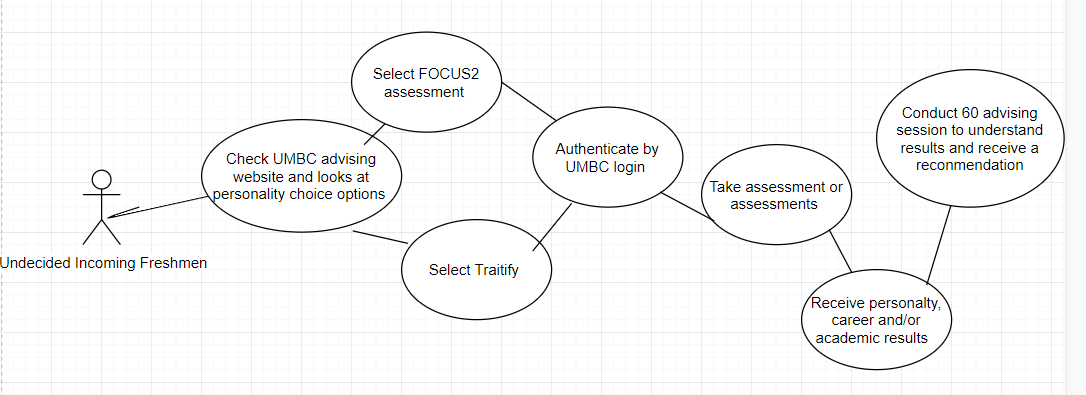 Select FOCUS2
assessment
Check UMBC advising
website and looks at
personality choice options
Undecided Incoming Freshmen
Select Traitify
Authenticate by
UMBC login
Take assessment or
assessments
Conduct 60 advising
session to understand
results and receive a
reconmendation
Receive personalty,
career and/or
academic results